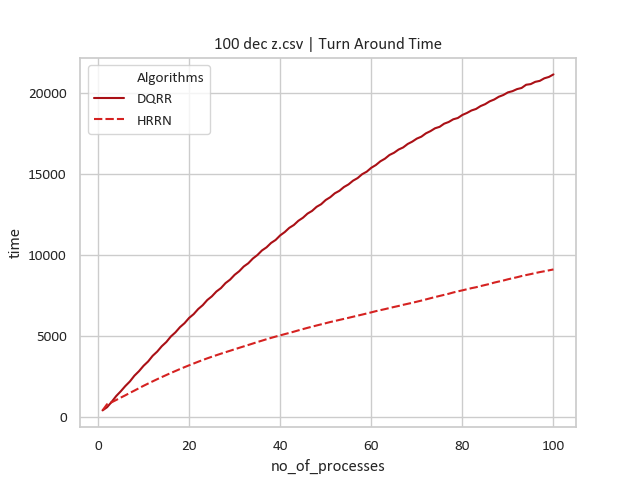 100 dec z.csv | Turn Around Time
Algorithms
DQRR
HRRN
20000
15000
10000
5000
0
time
0 20 40 60 80 100
no_of_processes